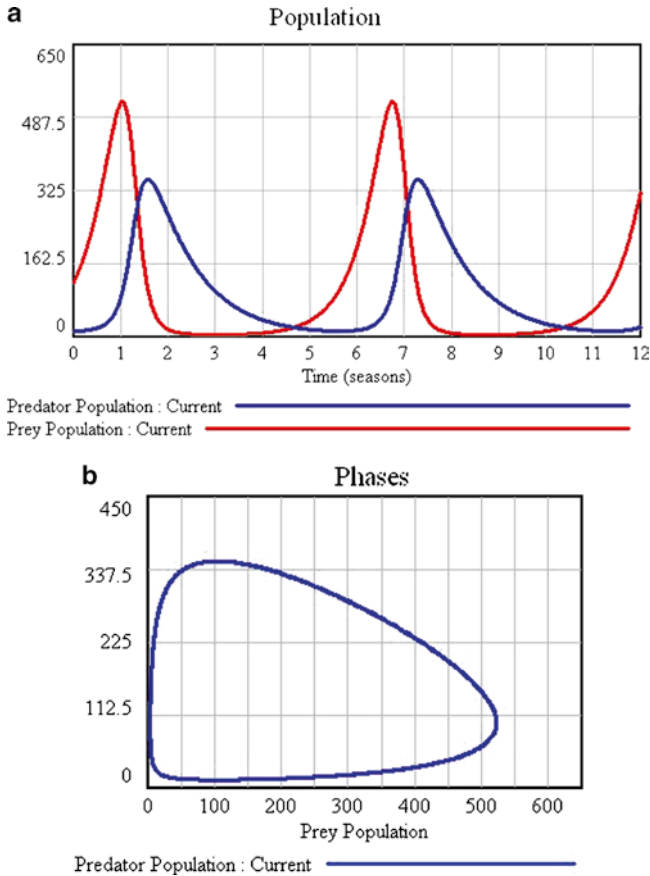 a
Population
650
487.5
325
162.5
0
0 1 2 3 4 5 6 7 8 9 10 11 12
Time (seasons)
Predator Population : Current
Prey Population : Current
b
Phases
450
337.5
225
112.5
0
0 100 200 300 400 500 600
Prey Population
Predator Population : Current